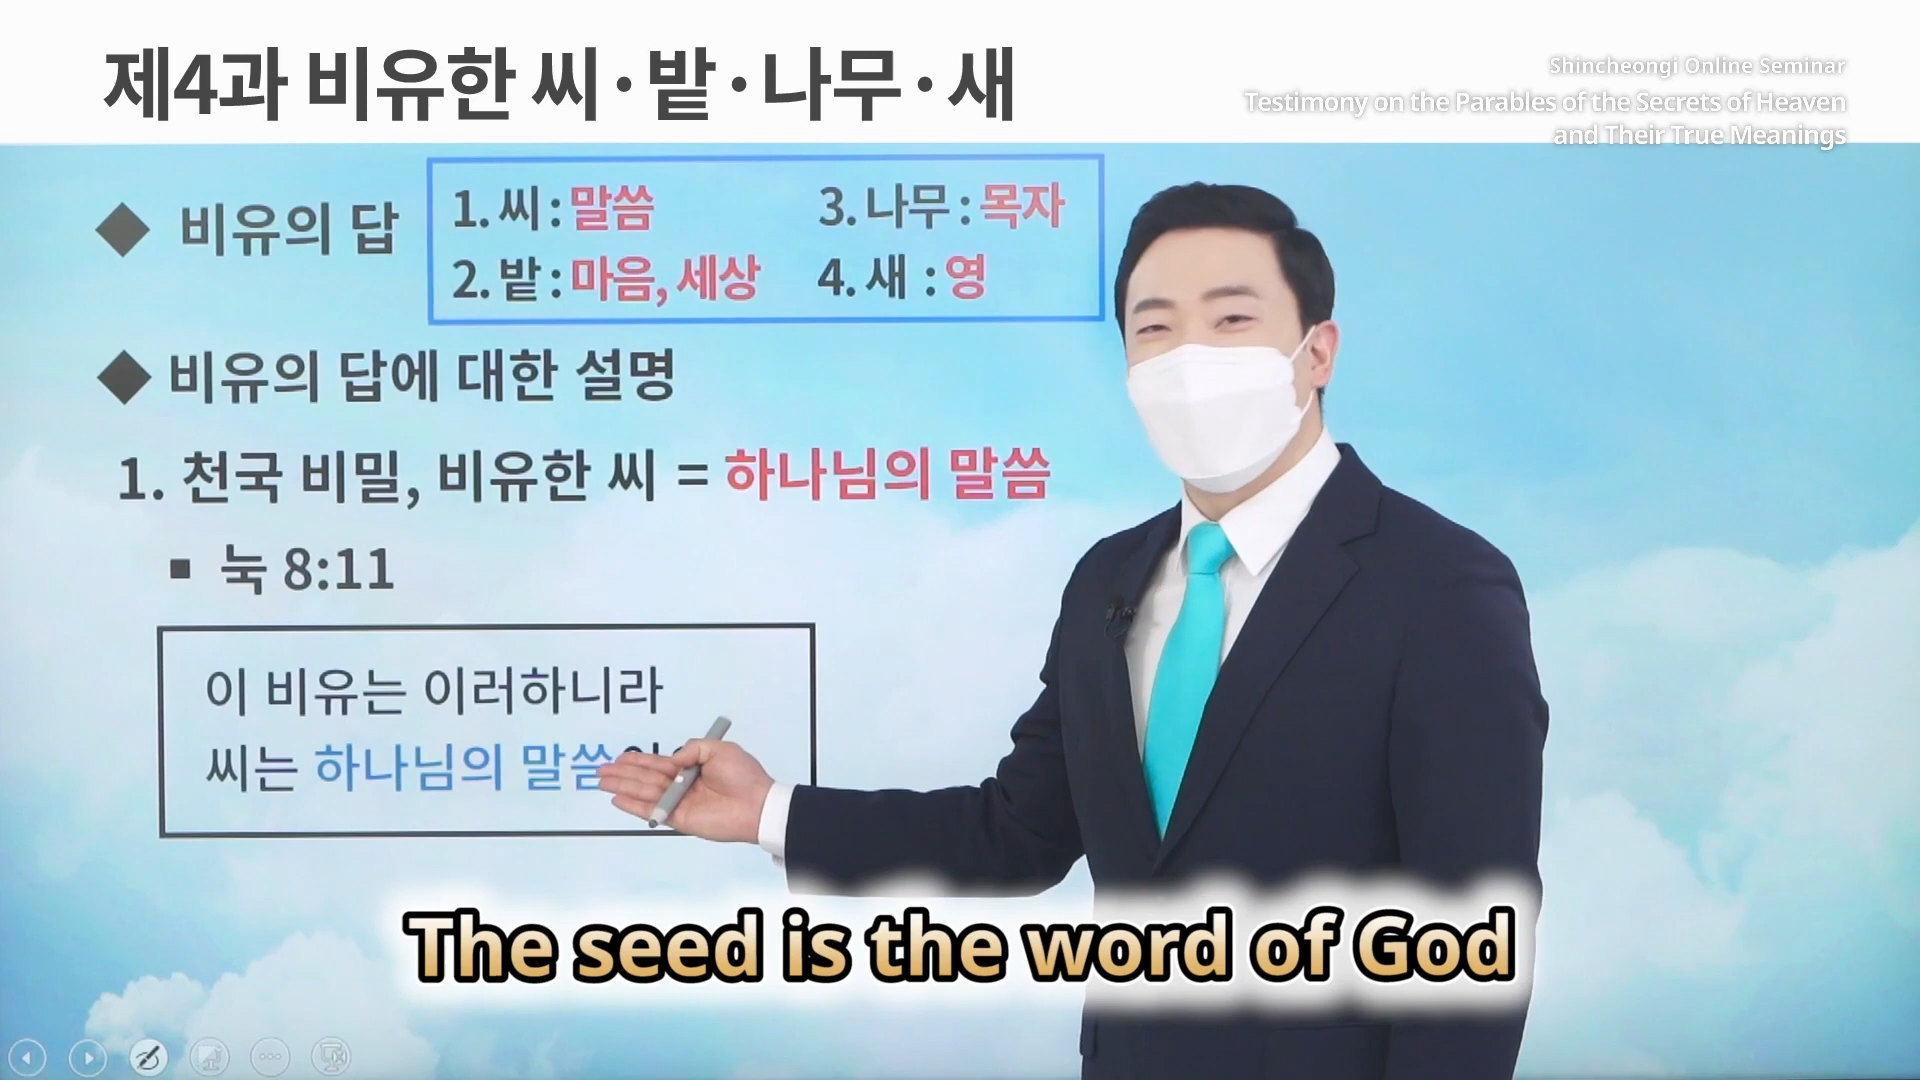 제4과 비유한 씨·밭·나무·새
Shincheonji Online Seminar
Testimony on the Parables of the Secrets of Heaven
and Their True Meanings
◆ 비유의 답
1. 씨 : 말씀
3. 나무 : 목자
2. 밭 : 마음, 세상
4. 새 : 영
◆ 비유의 답에 대한 설명
1. 천국 비밀, 비유한 씨 = 하나님의 말씀
▪ 눅 8:11
이 비유는 이러하니라
씨는 하나님의 말씀
The seed is the word of God